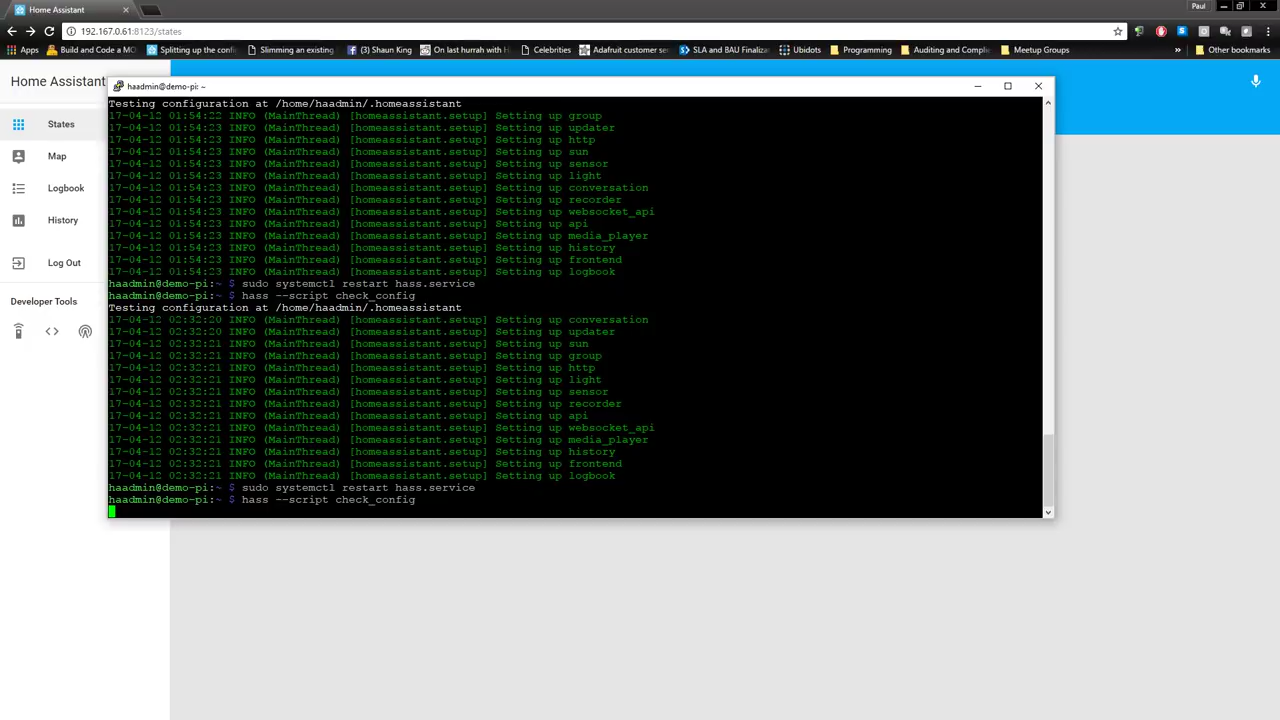 Home Assistant
Paul
192.167.0.61:8123/states
Apps
Build and Code a MO
Splitting up the confi
Slimming an existing
(3) Shaun King
On last hurrah with H
Celebrities
Adafruit customer ser
SLA and BAU Finaliza
Ubidots
Programming
Auditing and Comple
Meetup Groups
»
Other bookmarks
Home Assistant
States
Map
Logbook
History
Log Out
Developer Tools
haadmin@demo-pi: ~
Testing configuration at /home/haadmin/.homeassistant
17-04-12 01:54:22 INFO (MainThread) [homeassistant.setup] Setting up group
17-04-12 01:54:23 INFO (MainThread) [homeassistant.setup] Setting up updater
17-04-12 01:54:23 INFO (MainThread) [homeassistant.setup] Setting up http
17-04-12 01:54:23 INFO (MainThread) [homeassistant.setup] Setting up sun
17-04-12 01:54:23 INFO (MainThread) [homeassistant.setup] Setting up sensor
17-04-12 01:54:23 INFO (MainThread) [homeassistant.setup] Setting up light
17-04-12 01:54:23 INFO (MainThread) [homeassistant.setup] Setting up conversation
17-04-12 01:54:23 INFO (MainThread) [homeassistant.setup] Setting up recorder
17-04-12 01:54:23 INFO (MainThread) [homeassistant.setup] Setting up websocket_api
17-04-12 01:54:23 INFO (MainThread) [homeassistant.setup] Setting up api
17-04-12 01:54:23 INFO (MainThread) [homeassistant.setup] Setting up media_player
17-04-12 01:54:23 INFO (MainThread) [homeassistant.setup] Setting up history
17-04-12 01:54:23 INFO (MainThread) [homeassistant.setup] Setting up frontend
17-04-12 01:54:23 INFO (MainThread) [homeassistant.setup] Setting up logbook
haadmin@demo-pi:~ $ sudo systemctl restart hass.service
haadmin@demo-pi:~ $ hass --script check_config
Testing configuration at /home/haadmin/.homeassistant
17-04-12 02:32:20 INFO (MainThread) [homeassistant.setup] Setting up conversation
17-04-12 02:32:20 INFO (MainThread) [homeassistant.setup] Setting up updater
17-04-12 02:32:21 INFO (MainThread) [homeassistant.setup] Setting up sun
17-04-12 02:32:21 INFO (MainThread) [homeassistant.setup] Setting up group
17-04-12 02:32:21 INFO (MainThread) [homeassistant.setup] Setting up http
17-04-12 02:32:21 INFO (MainThread) [homeassistant.setup] Setting up light
17-04-12 02:32:21 INFO (MainThread) [homeassistant.setup] Setting up sensor
17-04-12 02:32:21 INFO (MainThread) [homeassistant.setup] Setting up recorder
17-04-12 02:32:21 INFO (MainThread) [homeassistant.setup] Setting up api
17-04-12 02:32:21 INFO (MainThread) [homeassistant.setup] Setting up websocket_api
17-04-12 02:32:21 INFO (MainThread) [homeassistant.setup] Setting up media_player
17-04-12 02:32:21 INFO (MainThread) [homeassistant.setup] Setting up history
17-04-12 02:32:21 INFO (MainThread) [homeassistant.setup] Setting up frontend
17-04-12 02:32:21 INFO (MainThread) [homeassistant.setup] Setting up logbook
haadmin@demo-pi:~ $ sudo systemctl restart hass.service
haadmin@demo-pi:~ $ hass --script check_config